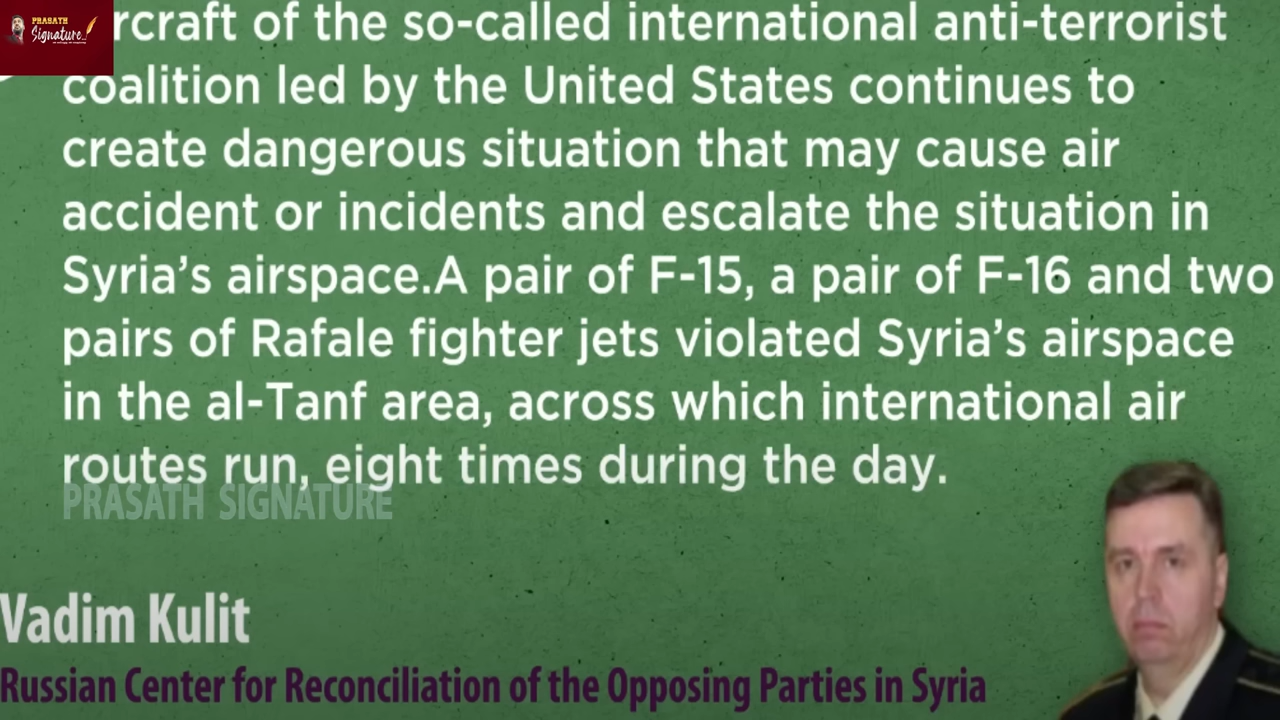 PRASATH
Signature
rcraft of the so-called international anti-terrorist
coalition led by the United States continues to
create dangerous situation that may cause air
accident or incidents and escalate the situation in
Syria’s airspace.A pair of F-15, a pair of F-16 and two
pairs of Rafale fighter jets violated Syria’s airspace
in the al-Tanf area, across which international air
routes run, eight times during the day.
PRASATH SIGNATURE
Vadim Kulit
Russian Center for Reconciliation of the Opposing Parties in Syria